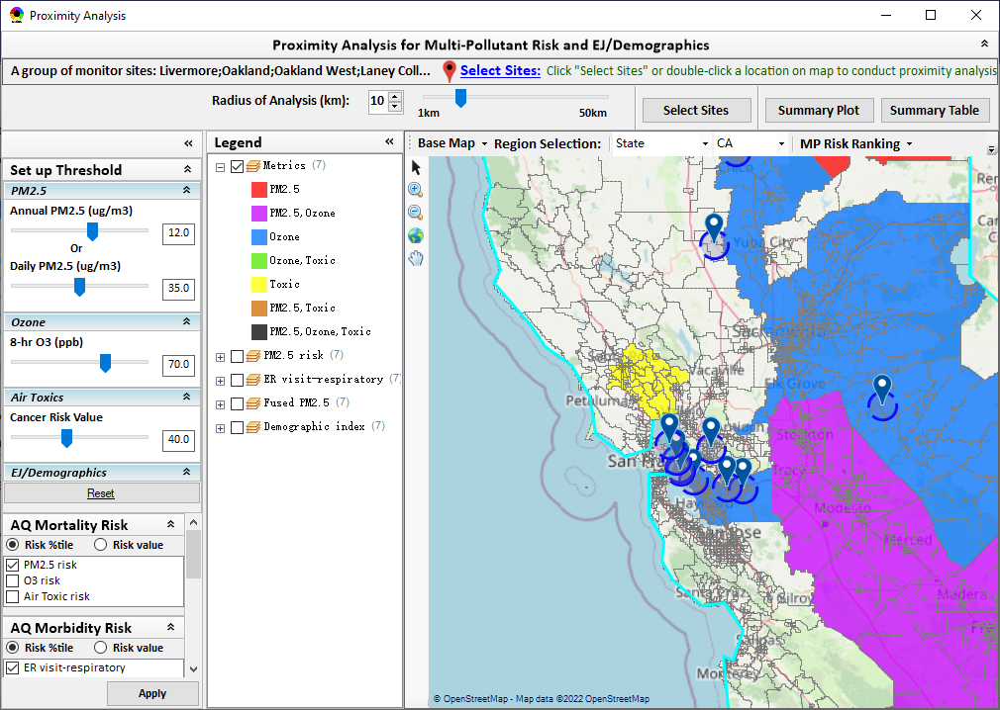 Proximity Analysis
Proximity Analysis for Multi-Pollutant Risk and EJ/Demographics
A group of monitor sites: Livermore;Oakland;Oakland West;Laney Coll...
Select Sites: Click "Select Sites" or double-click a location on map to conduct proximity analysis
Radius of Analysis (km): 10
1km 50km
Select Sites
Summary Plot
Summary Table
Set up Threshold
PM2.5
Annual PM2.5 (ug/m3)
12.0
Or
Daily PM2.5 (ug/m3)
35.0
Ozone
8-hr O3 (ppb)
70.0
Air Toxics
Cancer Risk Value
40.0
EJ/Demographics
Reset
AQ Mortality Risk
Risk %tile Risk value
PM2.5 risk
O3 risk
Air Toxic risk
AQ Morbidity Risk
Risk %tile Risk value
ER visit-respiratory
Apply
Legend
Metrics (7)
PM2.5
PM2.5,Ozone
Ozone
Ozone,Toxic
Toxic
PM2.5,Toxic
PM2.5,Ozone,Toxic
PM2.5 risk (7)
ER visit-respiratory (7)
Fused PM2.5 (7)
Demographic index (7)
Base Map Region Selection: State CA MP Risk Ranking
Chico
Yuba City
Sacramento
Vacaville
Elk Grove
Petaluma
Antioch
Stockton
San
Tracy
Modesto
San Jose
Merced
Santa Cruz
Gilroy
Madera
Salinas
Monterey
© OpenStreetMap - Map data ©2022 OpenStreetMap